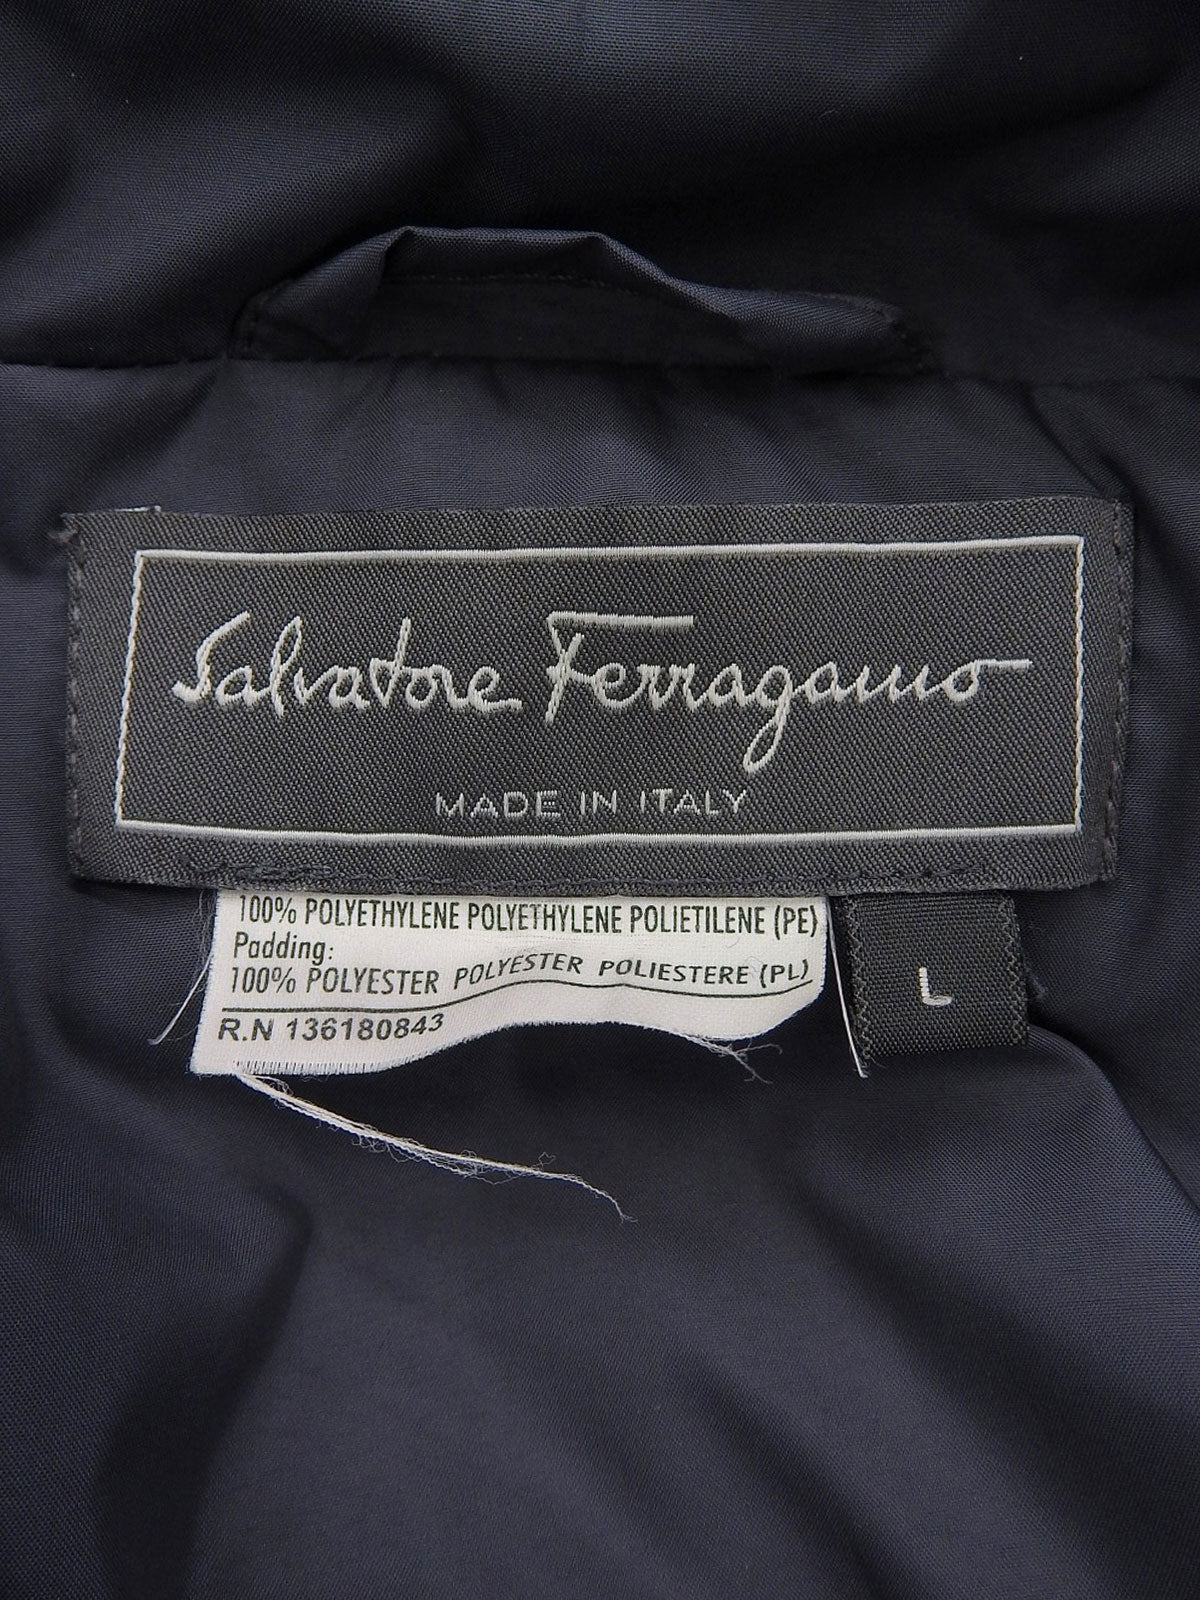 Salvatore Ferragamo
MADE IN ITALY
100% POLYETHYLENE POLYETHYLENE POLIETILENE (PE)
Padding:
100% POLYESTER POLYESTER POLIESTERE (PL)
R.N 136180843
L